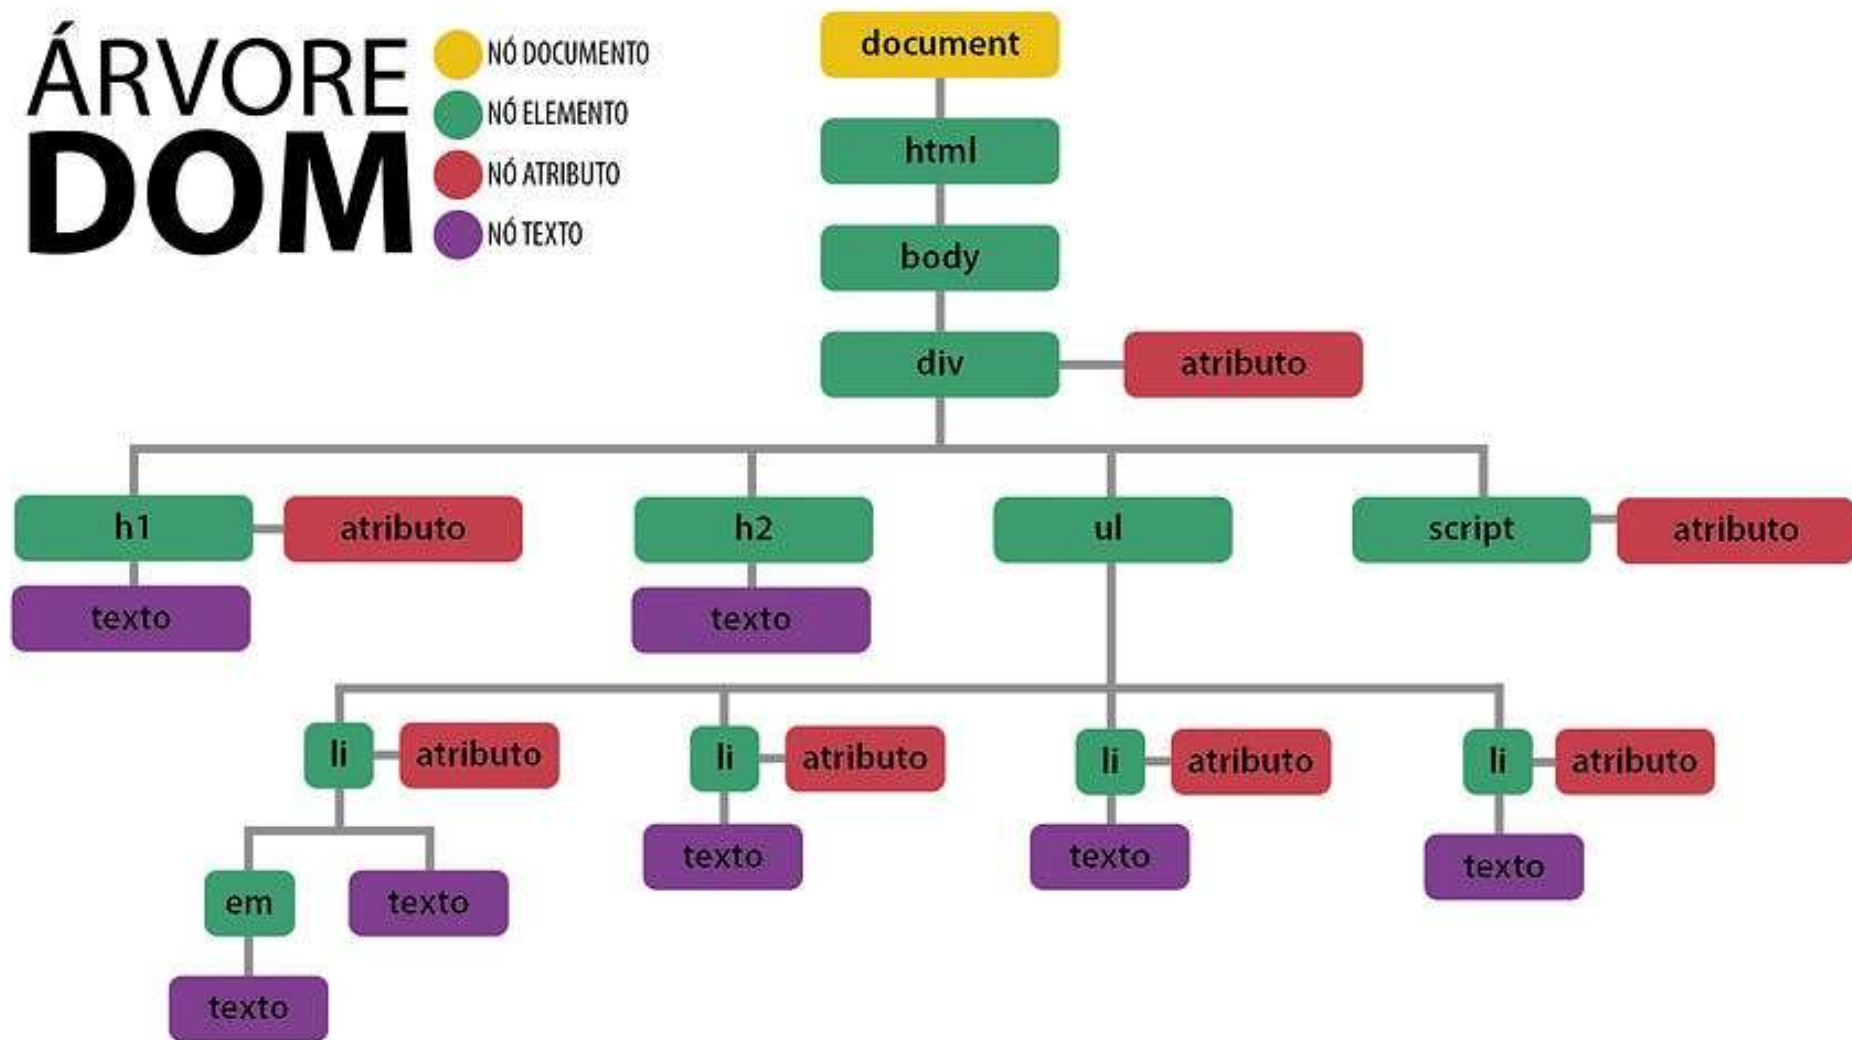 ÁRVORE
DOM
NÓ DOCUMENTO
NÓ ELEMENTO
NÓ ATRIBUTO
NÓ TEXTO
document
html
body
div
atributo
h1
atributo
h2
ul
script
atributo
texto
texto
li
atributo
li
atributo
li
atributo
li
atributo
texto
texto
texto
em
texto
texto